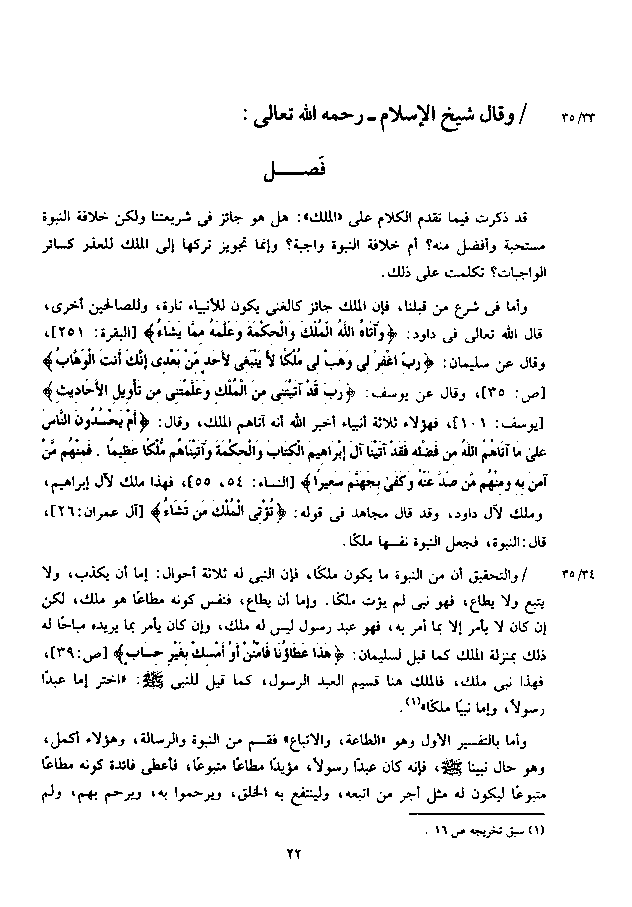 ٣٥/٣٣ / وقال شيخ الإسلام ـ رحمه الله تعالى :
فَصـــل
قد ذكرت فيما تقدم الكلام على «الملك»: هل هو جائز فى شريعتنا ولكن خلافة النبوة
مستحبة وأفضل منه؟ أم خلافة النبوة واجبة؟ وإنما تجويز تركها إلى الملك للعذر كسائر
الواجبات؟ تكلمت على ذلك.
وأما فى شرع من قبلنا، فإن الملك جائز كالغنى يكون للأنبياء تارة، وللصالحين أخرى،
قال الله تعالى فى داود: ﴿وَآتَاهُ اللَّهُ الْمُلْكَ وَالْحِكْمَةَ وَعَلَّمَهُ مِمَّا يَشَاءُ﴾ [البقرة: ٢٥١]،
وقال عن سليمان: ﴿رَبِّ اغْفِرْ لِي وَهَبْ لِي مُلْكًا لاَّ يَنْبَغِي لأَحَدٍ مِّنْ بَعْدِي إِنَّكَ أَنتَ الْوَهَّابُ﴾
[ص: ٣٥]، وقال عن يوسف: ﴿رَبِّ قَدْ آتَيْتَنِي مِنَ الْمُلْكِ وَعَلَّمْتَنِي مِن تَأْوِيلِ الأَحَادِيثِ﴾
[يوسف: ١٠١]، فهؤلاء ثلاثة أنبياء أخبر الله أنه آتاهم الملك، وقال: ﴿أَمْ يَحْسُدُونَ النَّاسَ
عَلَىٰ مَا آتَاهُمُ اللَّهُ مِن فَضْلِهِ فَقَدْ آتَيْنَا آلَ إِبْرَاهِيمَ الْكِتَابَ وَالْحِكْمَةَ وَآتَيْنَاهُم مُّلْكًا عَظِيمًا . فَمِنْهُم مَّنْ
آمَنَ بِهِ وَمِنْهُم مَّن صَدَّ عَنْهُ وَكَفَىٰ بِجَهَنَّمَ سَعِيرًا﴾ [النساء: ٥٤، ٥٥]، فهذا ملك لآل إبراهيم،
وملك لآل داود، وقد قال مجاهد فى قوله: ﴿تُؤْتِي الْمُلْكَ مَن تَشَاءُ﴾ [آل عمران:٢٦]،
قال: النبوة، فجعل النبوة نفسها ملكًا.
٣٥/٣٤ / والتحقيق أن من النبوة ما يكون ملكًا، فإن النبي له ثلاثة أحوال: إما أن يكذب، ولا
يتبع ولا يطاع، فهو نبى لم يؤت ملكًا. وإما أن يطاع، فنفس كونه مطاعًا هو ملك، لكن
إن كان لا يأمر إلا بما أمر به، فهو عبد رسول ليس له ملك، وإن كان يأمر بما يريده مباحًا له
ذلك بمنزلة الملك كما قيل لسليمان: ﴿هَذَا عَطَاؤُنَا فَامْنُنْ أَوْ أَمْسِكْ بِغَيْرِ حِسَابٍ﴾ [ص:٣٩]،
فهذا نبى ملك، فالملك هنا قسيم العبد الرسول، كما قيل للنبي ﷺ: «اختر إما عبدًا
رسولاً، وإما نبيًا ملكًا»(١).
وأما بالتفسير الأول وهو «الطاعة، والاتباع» فقسم من النبوة والرسالة، وهؤلاء أكمل،
وهو حال نبينا ﷺ، فإنه كان عبدًا رسولاً، مؤيدًا مطاعًا متبوعًا، فأعطى فائدة كونه مطاعًا
متبوعًا ليكون له مثل أجر من اتبعه، ولينتفع به الخلق، ويرحموا به، ويرحم بهم، ولم
(١) سبق تخريجه ص ١٦ .
٢٢